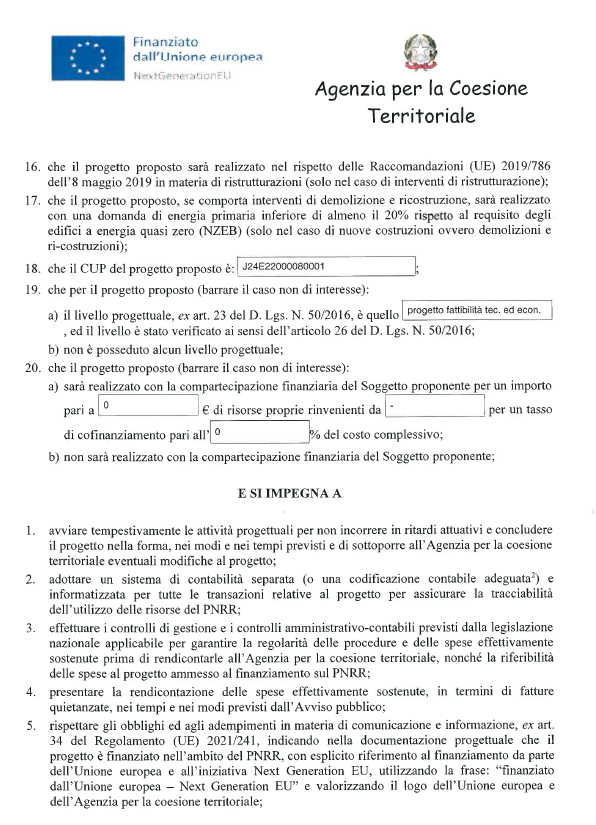 Finanziato
dall'Unione europea
NextGenerationEU
Agenzia per la Coesione
Territoriale
16. che il progetto proposto sarà realizzato nel rispetto delle Raccomandazioni (UE) 2019/786
dell'8 maggio 2019 in materia di ristrutturazioni (solo nel caso di interventi di ristrutturazione);
17. che il progetto proposto, se comporta interventi di demolizione e ricostruzione, sarà realizzato
con una domanda di energia primaria inferiore di almeno il 20% rispetto al requisito degli
edifici a energia quasi zero (NZEB) (solo nel caso di nuove costruzioni ovvero demolizioni e
ri-costruzioni);
18. che il CUP del progetto proposto è: J24E22000080001;
19. che per il progetto proposto (barrare il caso non di interesse):
a) il livello progettuale, ex art. 23 del D. Lgs. N. 50/2016, è quello progetto fattibilità tec. ed econ.
, ed il livello è stato verificato ai sensi dell'articolo 26 del D. Lgs. N. 50/2016;
b) non è posseduto alcun livello progettuale;
20. che il progetto proposto (barrare il caso non di interesse):
a) sarà realizzato con la compartecipazione finanziaria del Soggetto proponente per un importo
pari a 0 € di risorse proprie rinvenienti da - per un tasso
di cofinanziamento pari all' 0 % del costo complessivo;
b) non sarà realizzato con la compartecipazione finanziaria del Soggetto proponente;
E SI IMPEGNA A
1. avviare tempestivamente le attività progettuali per non incorrere in ritardi attuativi e concludere
il progetto nella forma, nei modi e nei tempi previsti e di sottoporre all'Agenzia per la coesione
territoriale eventuali modifiche al progetto;
2. adottare un sistema di contabilità separata (o una codificazione contabile adeguata²) e
informatizzata per tutte le transazioni relative al progetto per assicurare la tracciabilità
dell'utilizzo delle risorse del PNRR;
3. effettuare i controlli di gestione e i controlli amministrativo-contabili previsti dalla legislazione
nazionale applicabile per garantire la regolarità delle procedure e delle spese effettivamente
sostenute prima di rendicontarle all'Agenzia per la coesione territoriale, nonché la riferibilità
delle spese al progetto ammesso al finanziamento sul PNRR;
4. presentare la rendicontazione delle spese effettivamente sostenute, in termini di fatture
quietanzate, nei tempi e nei modi previsti dall'Avviso pubblico;
5. rispettare gli obblighi ed agli adempimenti in materia di comunicazione e informazione, ex art.
34 del Regolamento (UE) 2021/241, indicando nella documentazione progettuale che il
progetto è finanziato nell'ambito del PNRR, con esplicito riferimento al finanziamento da parte
dell'Unione europea e all'iniziativa Next Generation EU, utilizzando la frase: "finanziato
dall'Unione europea – Next Generation EU" e valorizzando il logo dell'Unione europea e
dell'Agenzia per la coesione territoriale;